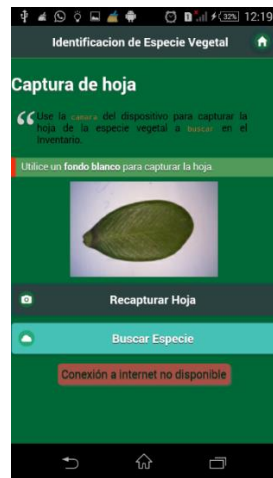 32% 12:19
Identificacion de Especie Vegetal
Captura de hoja
“Use la camara del dispositivo para capturar la
hoja de la especie vegetal a buscar en el
inventario.
Utilice un fondo blanco para capturar la hoja.
Recapturar Hoja
Buscar Especie
Conexión a internet no disponible